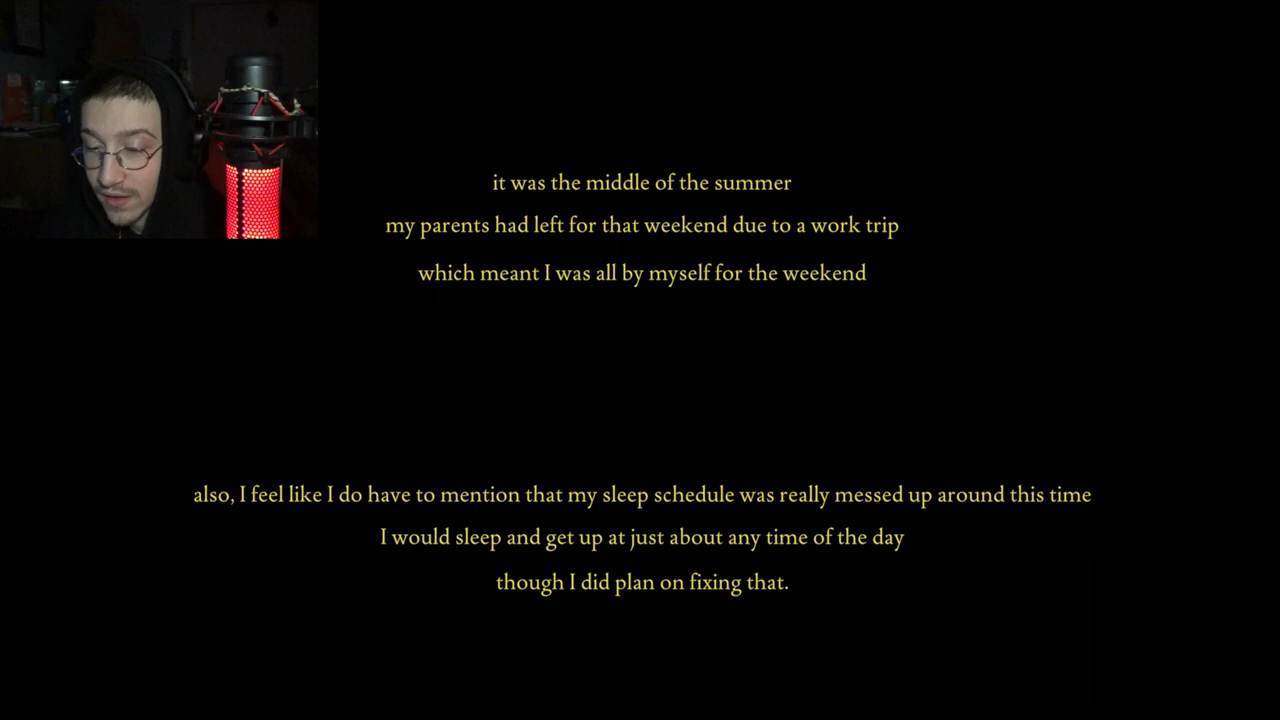 it was the middle of the summer
my parents had left for that weekend due to a work trip
which meant I was all by myself for the weekend
also, I feel like I do have to mention that my sleep schedule was really messed up around this time
I would sleep and get up at just about any time of the day
though I did plan on fixing that.